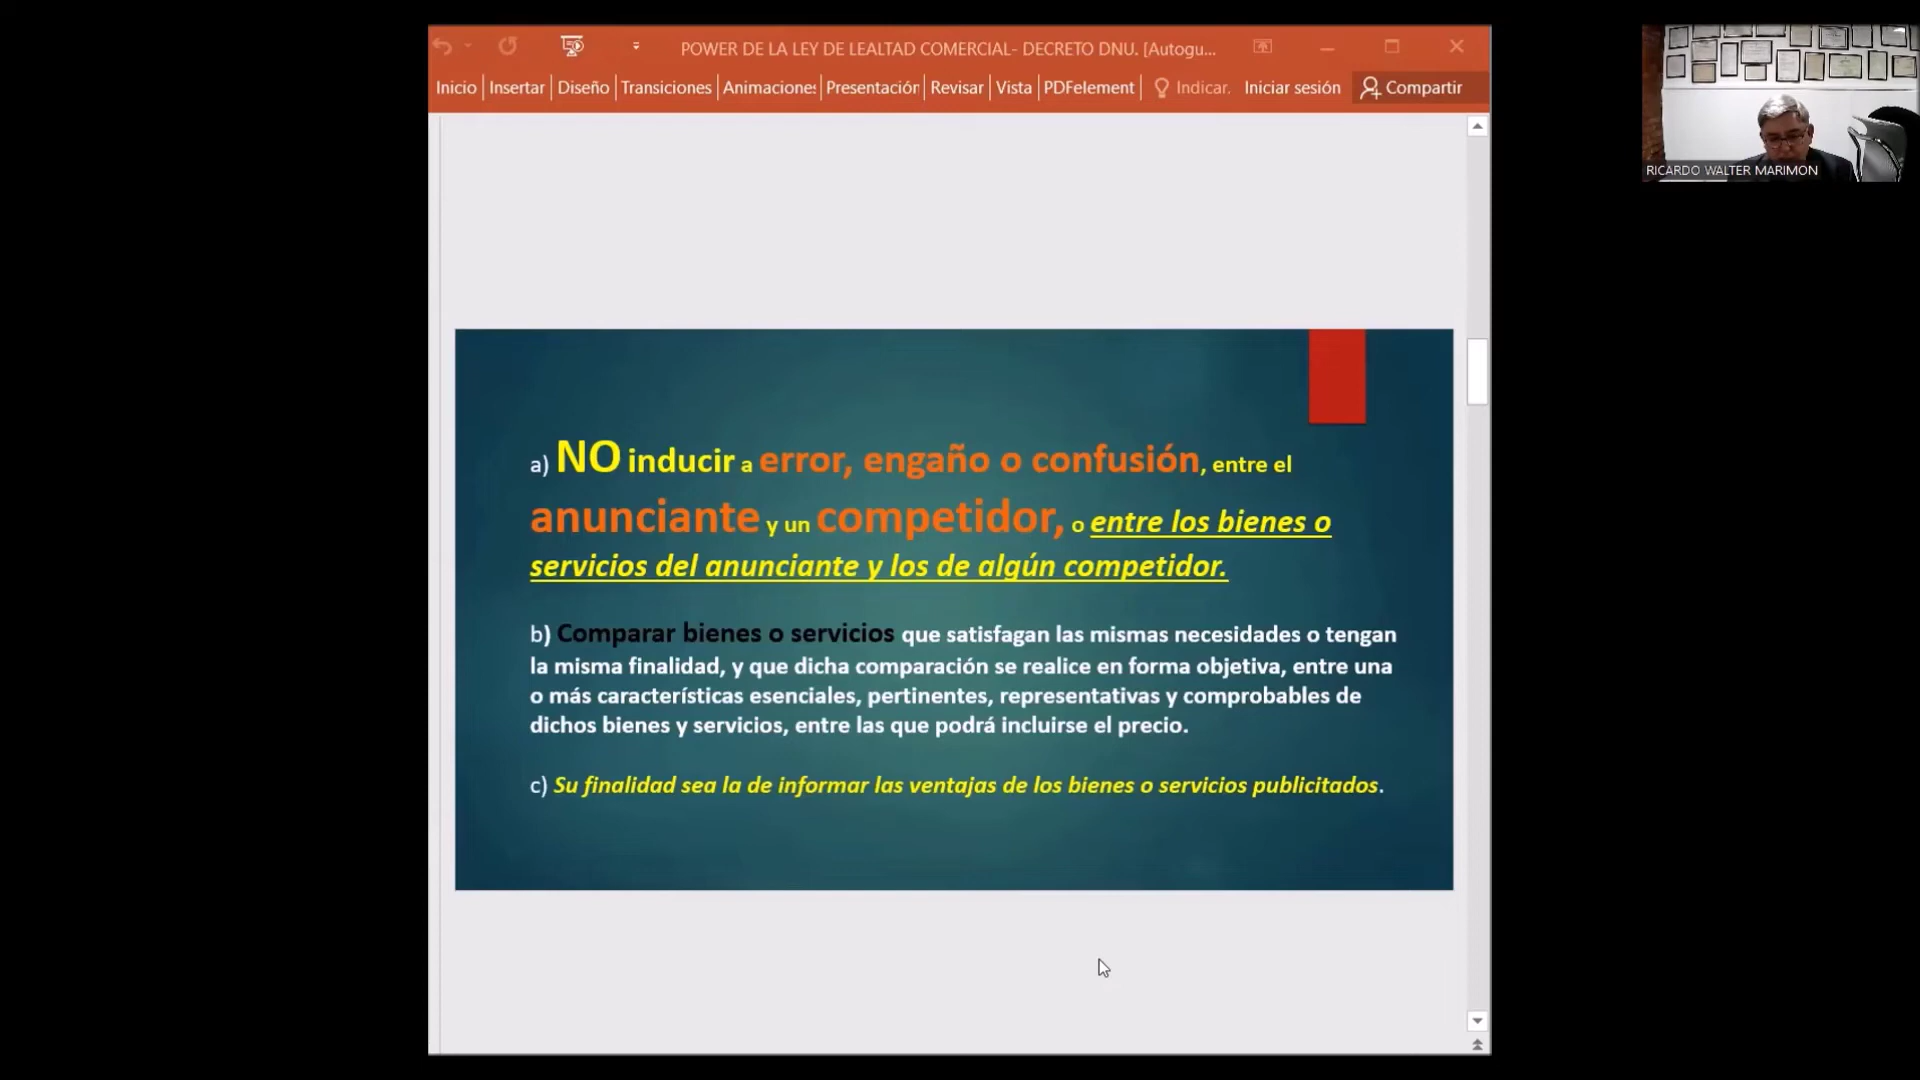 POWER DE LA LEY DE LEALTAD COMERCIAL- DECRETO DNU. [Autogu...
Inicio Insertar Diseño Transiciones Animaciones Presentación Revisar Vista PDFelement Indicar. Iniciar sesión Compartir
RICARDO WALTER MARIMON
a) NO inducir a error, engaño o confusión, entre el
anunciante y un competidor, o entre los bienes o
servicios del anunciante y los de algún competidor.
b) Comparar bienes o servicios que satisfagan las mismas necesidades o tengan
la misma finalidad, y que dicha comparación se realice en forma objetiva, entre una
o más características esenciales, pertinentes, representativas y comprobables de
dichos bienes y servicios, entre las que podrá incluirse el precio.
c) Su finalidad sea la de informar las ventajas de los bienes o servicios publicitados.